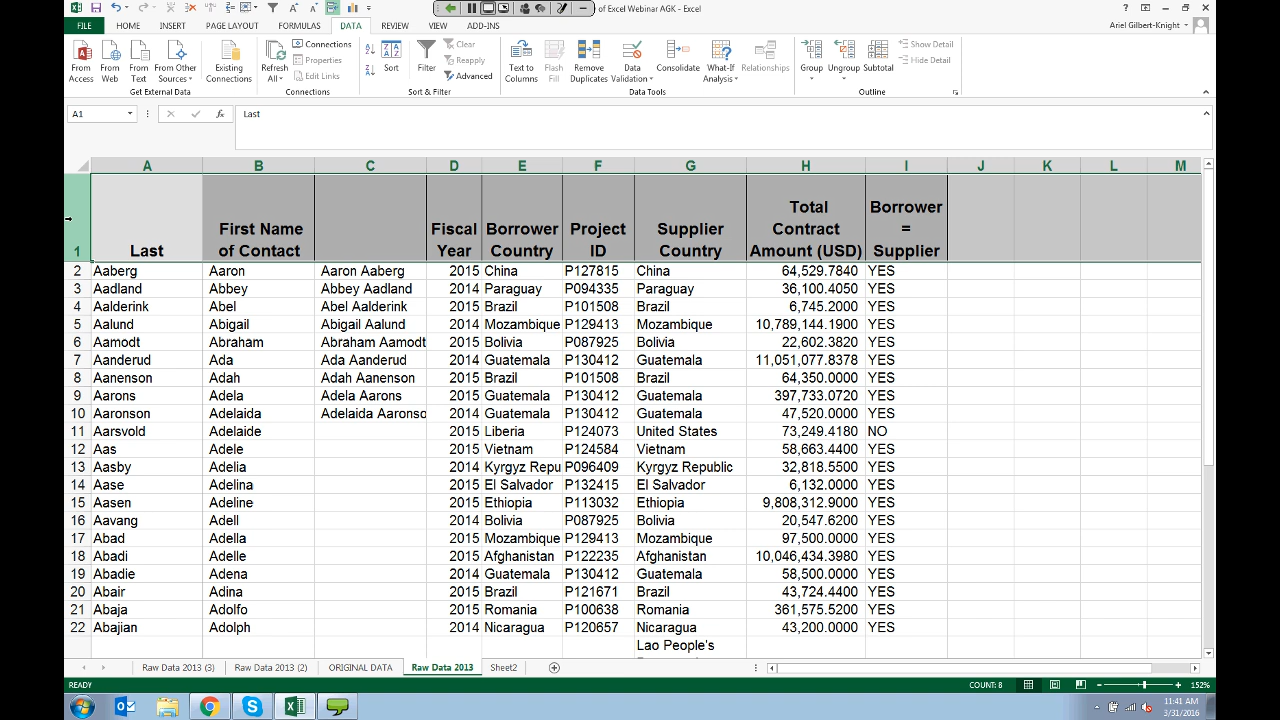 of Excel Webinar AGK - Excel
FILE HOME INSERT PAGE LAYOUT FORMULAS DATA REVIEW VIEW ADD-INS Ariel Gilbert-Knight
From Access From Web From Text From Other Sources Existing Connections Refresh All Connections Properties Edit Links Sort Filter Clear Reapply Advanced Text to Columns Flash Fill Remove Duplicates Data Validation Consolidate What-If Analysis Relationships Group Ungroup Subtotal Show Detail Hide Detail
Get External Data Connections Sort & Filter Data Tools Outline
A1 fx Last
A B C D E F G H I J K L M
1 Last First Name of Contact Fiscal Year Borrower Country Project ID Supplier Country Total Contract Amount (USD) Borrower = Supplier
2 Aaberg Aaron Aaron Aaberg 2015 China P127815 China 64,529.7840 YES
3 Aadland Abbey Abbey Aadland 2014 Paraguay P094335 Paraguay 36,100.4050 YES
4 Aalderink Abel Abel Aalderink 2015 Brazil P101508 Brazil 6,745.2000 YES
5 Aalund Abigail Abigail Aalund 2014 Mozambique P129413 Mozambique 10,789,144.1900 YES
6 Aamodt Abraham Abraham Aamodt 2015 Bolivia P087925 Bolivia 22,602.3820 YES
7 Aanderud Ada Ada Aanderud 2014 Guatemala P130412 Guatemala 11,051,077.8378 YES
8 Aanenson Adah Adah Aanenson 2015 Brazil P101508 Brazil 64,350.0000 YES
9 Aarons Adela Adela Aarons 2015 Guatemala P130412 Guatemala 397,733.0720 YES
10 Aaronson Adelaida Adelaida Aaronso 2014 Guatemala P130412 Guatemala 47,520.0000 YES
11 Aarsvold Adelaide 2015 Liberia P124073 United States 73,249.4180 NO
12 Aas Adele 2015 Vietnam P124584 Vietnam 58,663.4400 YES
13 Aasby Adelia 2014 Kyrgyz Repu P096409 Kyrgyz Republic 32,818.5500 YES
14 Aase Adelina 2015 El Salvador P132415 El Salvador 6,132.0000 YES
15 Aasen Adeline 2015 Ethiopia P113032 Ethiopia 9,808,312.9000 YES
16 Aavang Adell 2014 Bolivia P087925 Bolivia 20,547.6200 YES
17 Abad Adella 2015 Mozambique P129413 Mozambique 97,500.0000 YES
18 Abadi Adelle 2015 Afghanistan P122235 Afghanistan 10,046,434.3980 YES
19 Abadie Adena 2014 Guatemala P130412 Guatemala 58,500.0000 YES
20 Abair Adina 2015 Brazil P121671 Brazil 43,724.4400 YES
21 Abaja Adolfo 2015 Romania P100638 Romania 361,575.5200 YES
22 Abajian Adolph 2014 Nicaragua P120657 Nicaragua 43,200.0000 YES
Lao People's
Raw Data 2013 (3) Raw Data 2013 (2) ORIGINAL DATA Raw Data 2013 Sheet2
READY COUNT: 8 152%
11:41 AM
3/31/2016